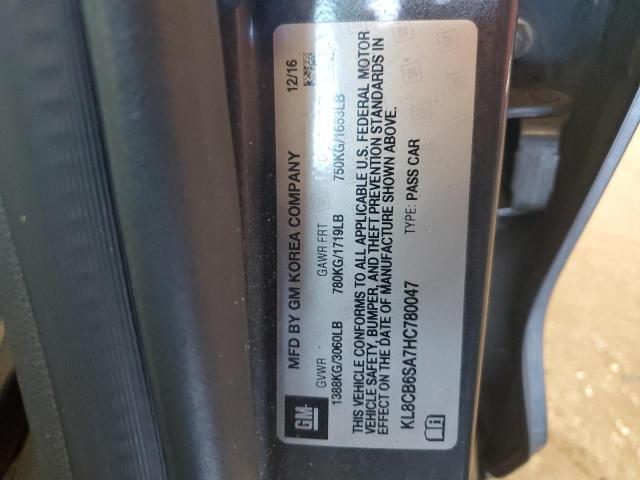 MFD BY GM KOREA COMPANY 12/16
GVWR GAWR FRT
1388KG/3060LB 780KG/1719LB 750KG/1653LB
THIS VEHICLE CONFORMS TO ALL APPLICABLE U.S. FEDERAL MOTOR
VEHICLE SAFETY, BUMPER, AND THEFT PREVENTION STANDARDS IN
EFFECT ON THE DATE OF MANUFACTURE SHOWN ABOVE.
KL8CB6SA7HC780047 TYPE: PASS CAR
GM